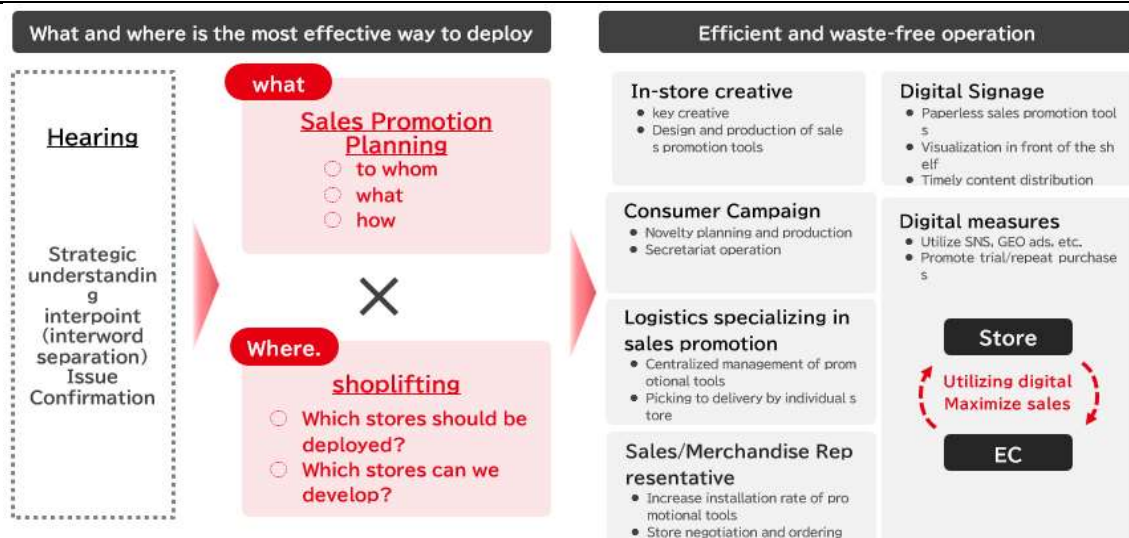 What and where is the most effective way to deploy
Hearing
Strategic
understandin
g
interpoint
(interword
separation)
Issue
Confirmation
what
Sales Promotion
Planning
to whom
what
how
×
Where.
shoplifting
Which stores should be
deployed?
Which stores can we
develop?
Efficient and waste-free operation
In-store creative
key creative
Design and production of sale
s promotion tools
Consumer Campaign
Novelty planning and production
Secretariat operation
Logistics specializing in
sales promotion
Centralized management of prom
otional tools
Picking to delivery by individual s
tore
Sales/Merchandise Rep
resentative
Increase installation rate of pro
motional tools
Store negotiation and ordering
Digital Signage
Paperless sales promotion tool
s
Visualization in front of the sh
elf
Timely content distribution
Digital measures
Utilize SNS, GEO ads, etc.
Promote trial/repeat purchase
s
Store
Utilizing digital
Maximize sales
EC